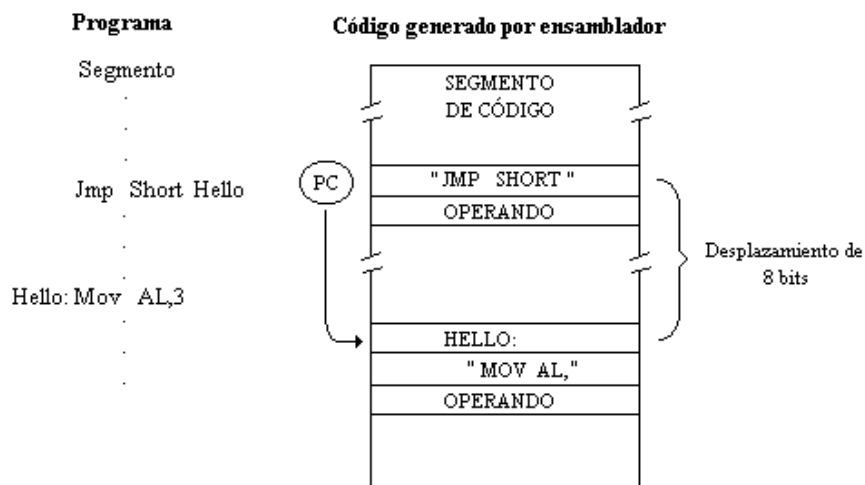 Programa
Código generado por ensamblador
Segmento
SEGMENTO
DE CÓDIGO
Jmp Short Hello
PC
"JMP SHORT"
OPERANDO
Desplazamiento de
8 bits
Hello: Mov AL,3
HELLO:
"MOV AL,"
OPERANDO